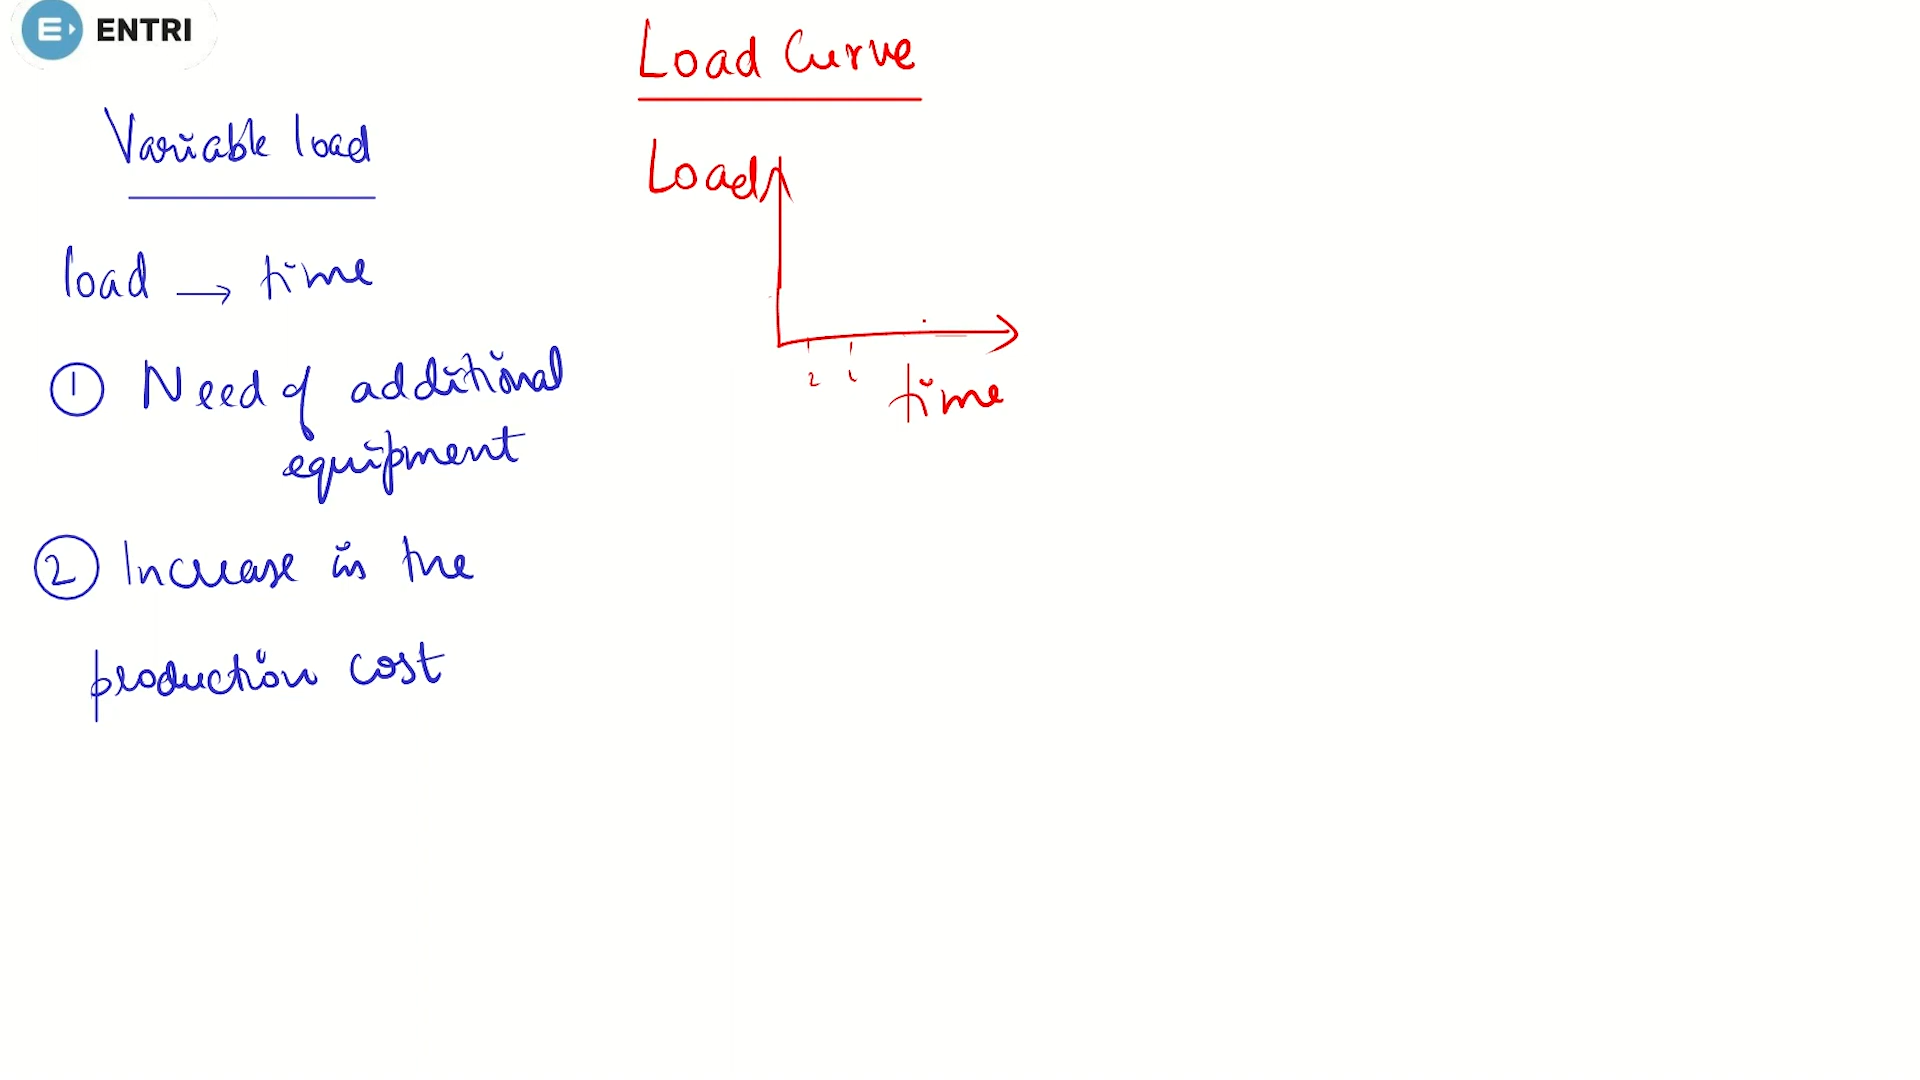 ENTRI
Load Curve
Variable load
load → time
① Need of additional
equipment
② Increase in the
production cost
Load
2
time